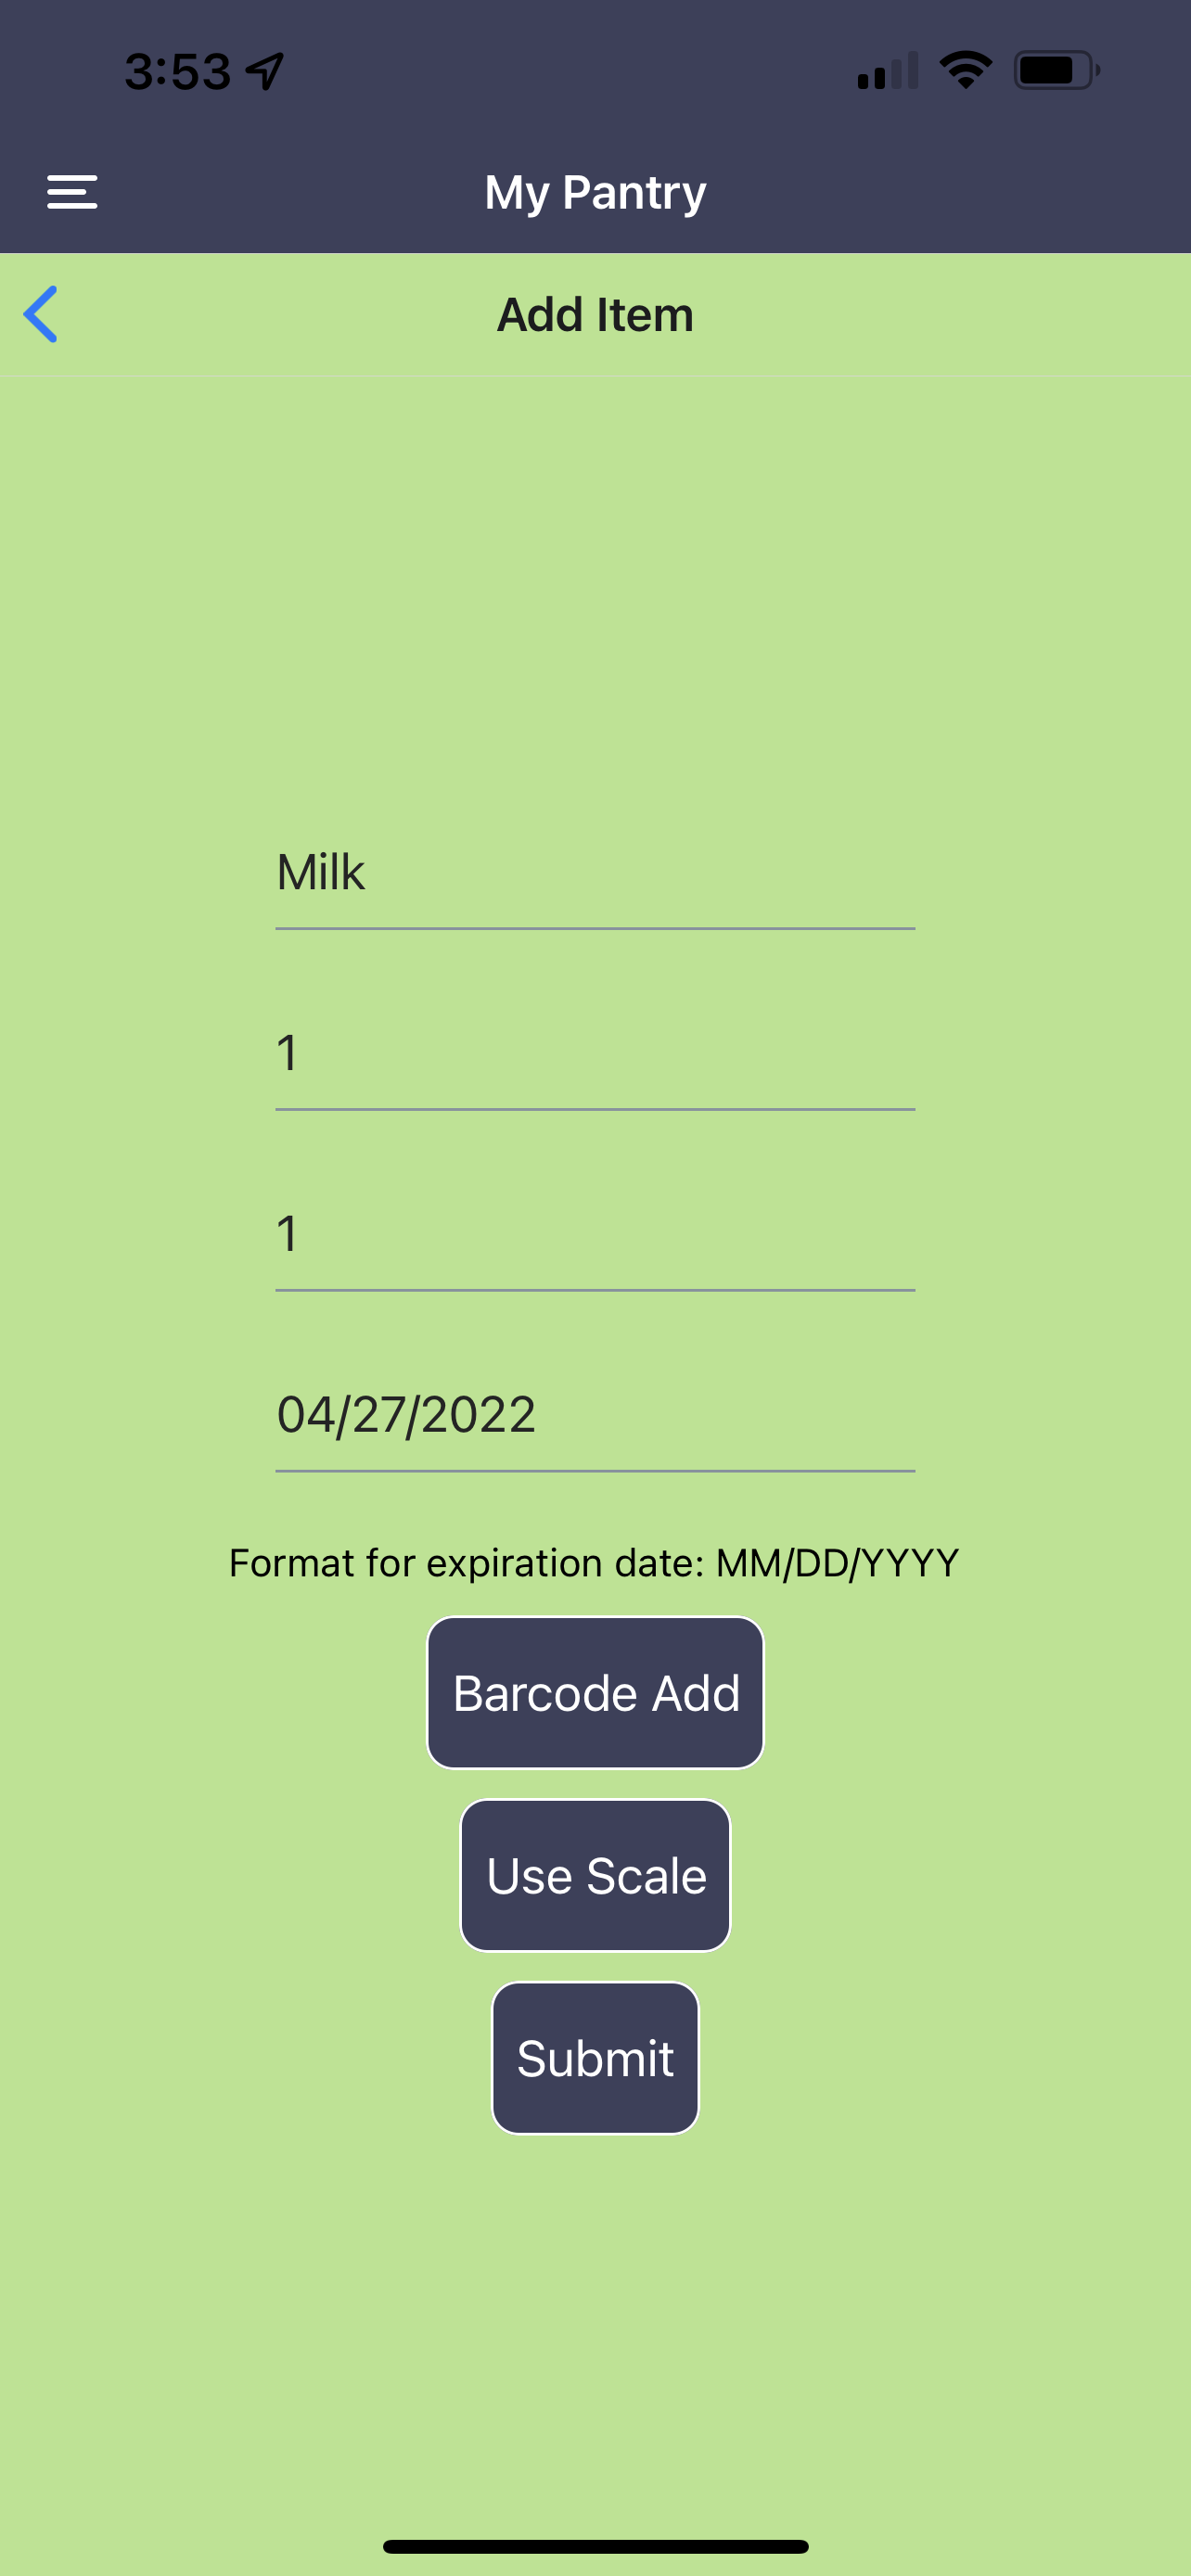 3:53
My Pantry
Add Item
Milk
1
1
04/27/2022
Format for expiration date: MM/DD/YYYY
Barcode Add
Use Scale
Submit